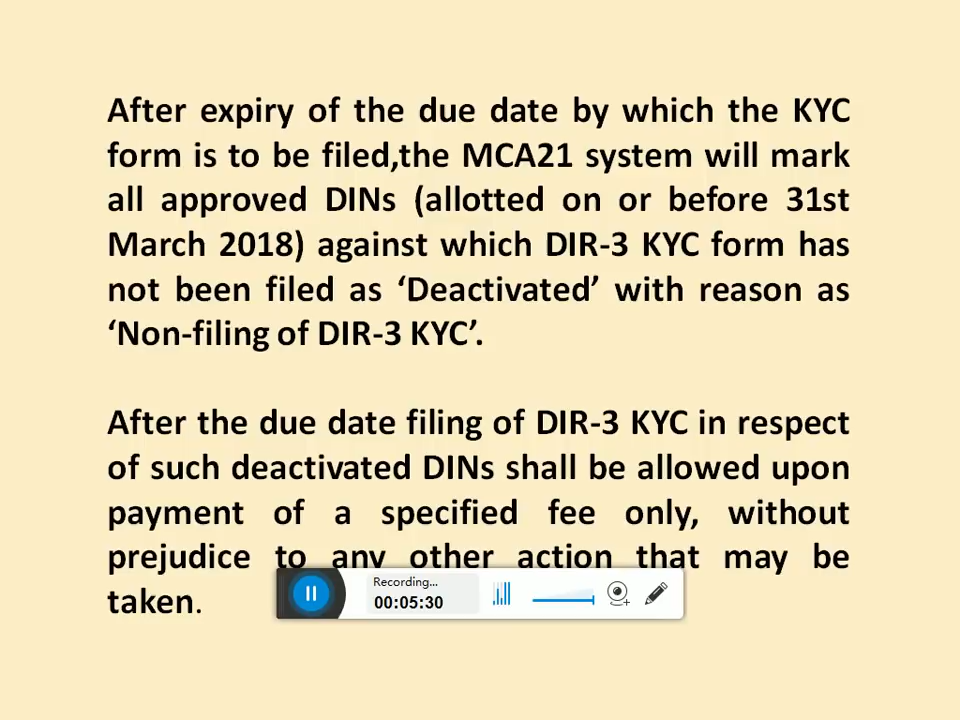 After expiry of the due date by which the KYC
form is to be filed,the MCA21 system will mark
all approved DINs (allotted on or before 31st
March 2018) against which DIR-3 KYC form has
not been filed as ‘Deactivated’ with reason as
‘Non-filing of DIR-3 KYC’.
After the due date filing of DIR-3 KYC in respect
of such deactivated DINs shall be allowed upon
payment of a specified fee only, without
prejudice to any other action that may be
taken.
Recording...
00:05:30